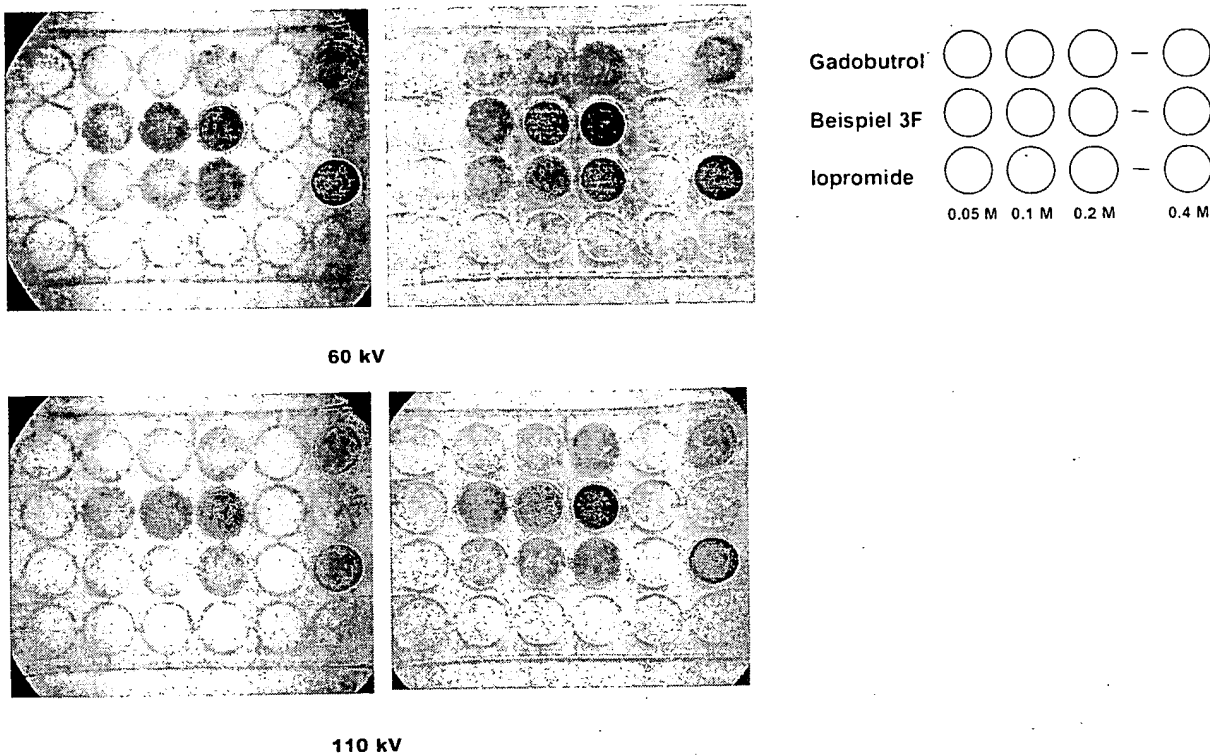 Gadobutrol
Beispiel 3F
Iopromide
0.05 M 0.1 M 0.2 M 0.4 M
60 kV
110 kV